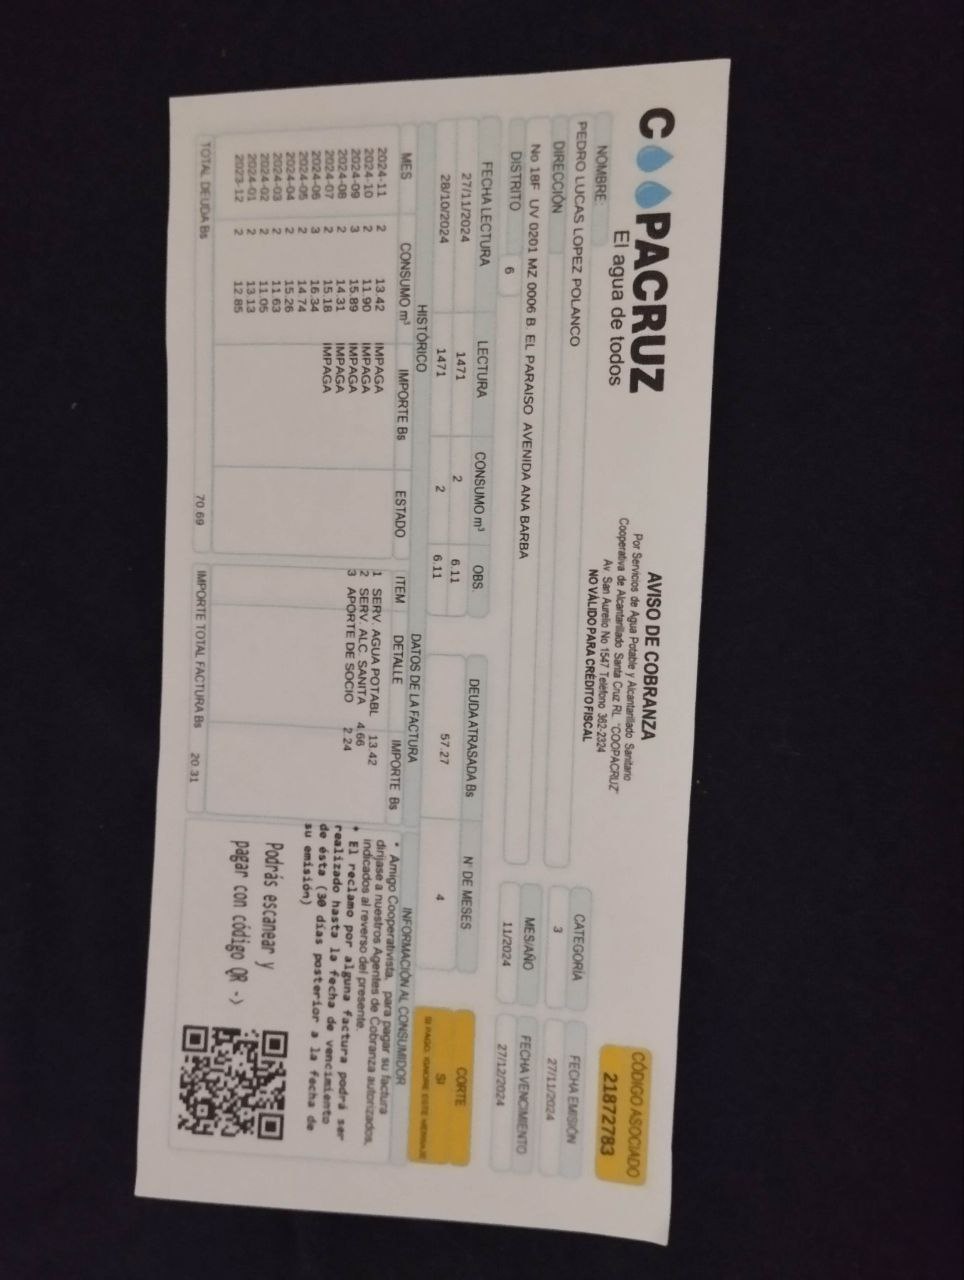 COOPACRUZ
El agua de todos
AVISO DE COBRANZA
Por Servicios de Agua Potable y Alcantarillado Sanitario
Cooperativa de Alcantarillado Santa Cruz RL. "COOPACRUZ"
Av. San Aurelio No 1547 Teléfono 362-2324
NO VÁLIDO PARA CRÉDITO FISCAL
CÓDIGO ASOCIADO
21872783
NOMBRE:
PEDRO LUCAS LOPEZ POLANCO
CATEGORÍA
3
FECHA EMISIÓN
27/11/2024
DIRECCIÓN
No 18F UV 0201 MZ 0006 B. EL PARAISO AVENIDA ANA BARBA
MES/AÑO
11/2024
FECHA VENCIMIENTO
27/12/2024
DISTRITO 6
FECHA LECTURA LECTURA CONSUMO m³ OBS.
27/11/2024 1471 2 6.11
28/10/2024 1471 2 6.11
DEUDA ATRASADA Bs N° DE MESES
57.27 4
CORTE
SI
SI PAGO, IGNORE ESTE MENSAJE
HISTÓRICO
MES CONSUMO m³ IMPORTE Bs ESTADO
2024-11 2 13.42 IMPAGA
2024-10 2 11.90 IMPAGA
2024-09 3 15.89 IMPAGA
2024-08 2 14.31 IMPAGA
2024-07 2 15.18 IMPAGA
2024-06 3 16.34
2024-05 2 14.74
2024-04 2 15.26
2024-03 2 11.63
2024-02 2 11.05
2024-01 2 13.13
2023-12 2 12.85
TOTAL DEUDA Bs 70.69
DATOS DE LA FACTURA
ITEM DETALLE IMPORTE Bs
1 SERV. AGUA POTABL 13.42
2 SERV. ALC. SANITA 4.66
3 APORTE DE SOCIO 2.24
IMPORTE TOTAL FACTURA Bs 20.31
INFORMACIÓN AL CONSUMIDOR
* Amigo Cooperativista, para pagar su factura
diríjase a nuestros Agentes de Cobranza autorizados,
indicados al reverso del presente.
* El reclamo por alguna factura podrá ser
realizado hasta la fecha de vencimiento
de ésta (30 días posterior a la fecha de
su emisión)
Podrás escanear y
pagar con código QR -)